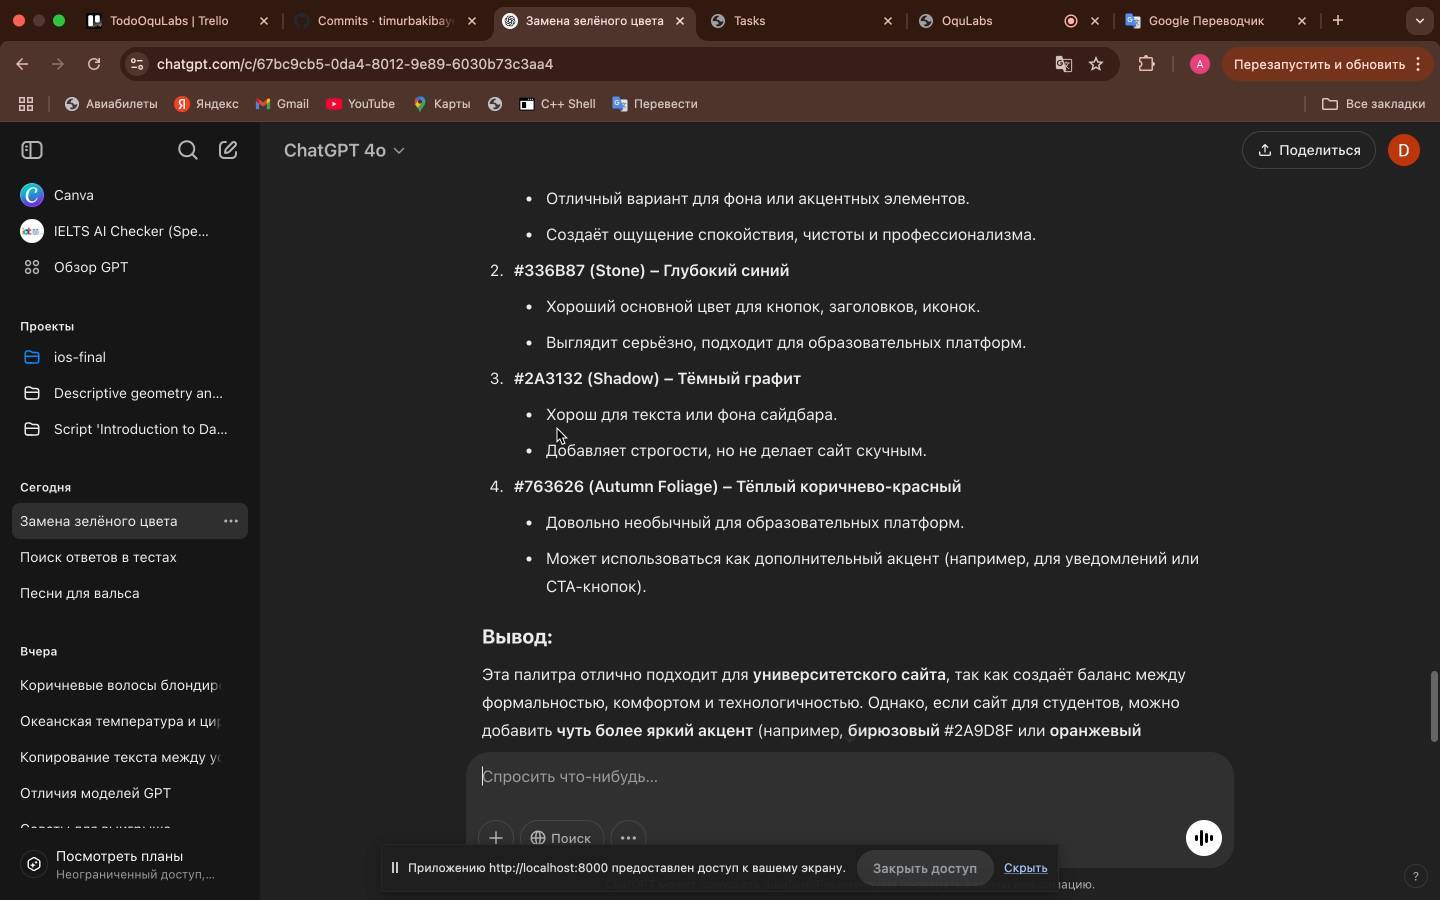 TodoOquLabs | Trello
Commits · timurbakibay
Замена зелёного цвета
Tasks
OquLabs
Google Переводчик
chatgpt.com/c/67bc9cb5-0da4-8012-9e89-6030b73c3aa4
A
Перезапустить и обновить
Авиабилеты
Яндекс
Gmail
YouTube
Карты
C++ Shell
Перевести
Все закладки
ChatGPT 4o
Поделиться
D
Canva
IELTS AI Checker (Spe...
Обзор GPT
Проекты
ios-final
Descriptive geometry an...
Script 'Introduction to Da...
Сегодня
Замена зелёного цвета
Поиск ответов в тестах
Песни для вальса
Вчера
Коричневые волосы блондир
Океанская температура и ци
Копирование текста между ус
Отличия моделей GPT
Посмотреть планы
Неограниченный доступ,...
• Отличный вариант для фона или акцентных элементов.
• Создаёт ощущение спокойствия, чистоты и профессионализма.
2. #336B87 (Stone) – Глубокий синий
• Хороший основной цвет для кнопок, заголовков, иконок.
• Выглядит серьёзно, подходит для образовательных платформ.
3. #2A3132 (Shadow) – Тёмный графит
• Хорош для текста или фона сайдбара.
• Добавляет строгости, но не делает сайт скучным.
4. #763626 (Autumn Foliage) – Тёплый коричнево-красный
• Довольно необычный для образовательных платформ.
• Может использоваться как дополнительный акцент (например, для уведомлений или
CTA-кнопок).
Вывод:
Эта палитра отлично подходит для университетского сайта, так как создаёт баланс между
формальностью, комфортом и технологичностью. Однако, если сайт для студентов, можно
добавить чуть более яркий акцент (например, бирюзовый #2A9D8F или оранжевый
Спросить что-нибудь...
Поиск
Приложению http://localhost:8000 предоставлен доступ к вашему экрану.
Закрыть доступ
Скрыть
?